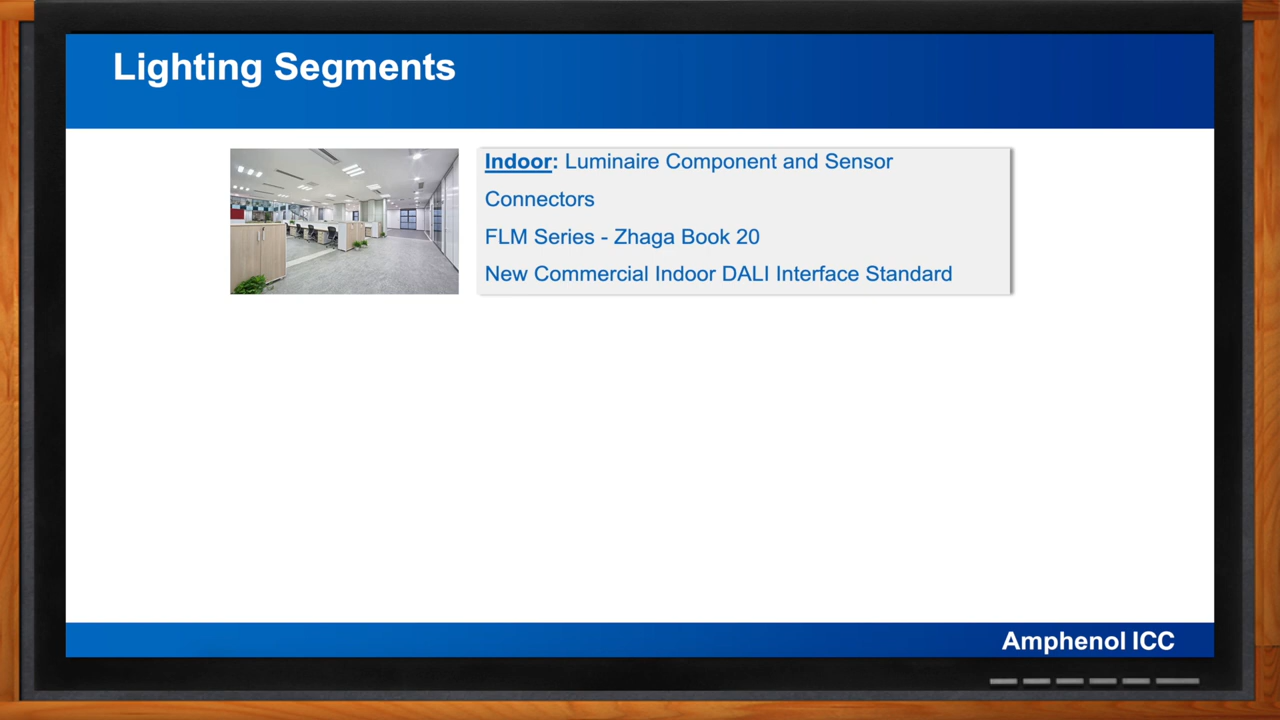 Lighting Segments
Indoor: Luminaire Component and Sensor
Connectors
FLM Series - Zhaga Book 20
New Commercial Indoor DALI Interface Standard
Amphenol ICC